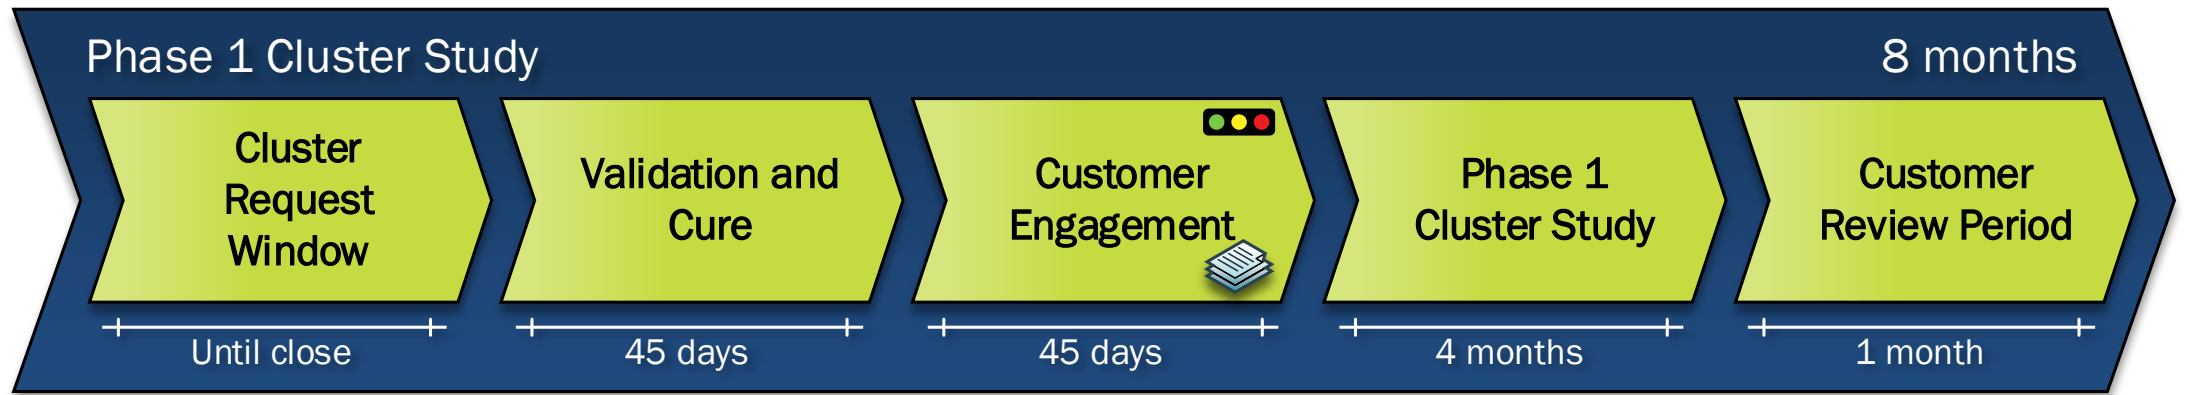 Phase 1 Cluster Study
8 months
Cluster
Request
Window
Validation and
Cure
Customer
Engagement
Phase 1
Cluster Study
Customer
Review Period
Until close
45 days
45 days
4 months
1 month